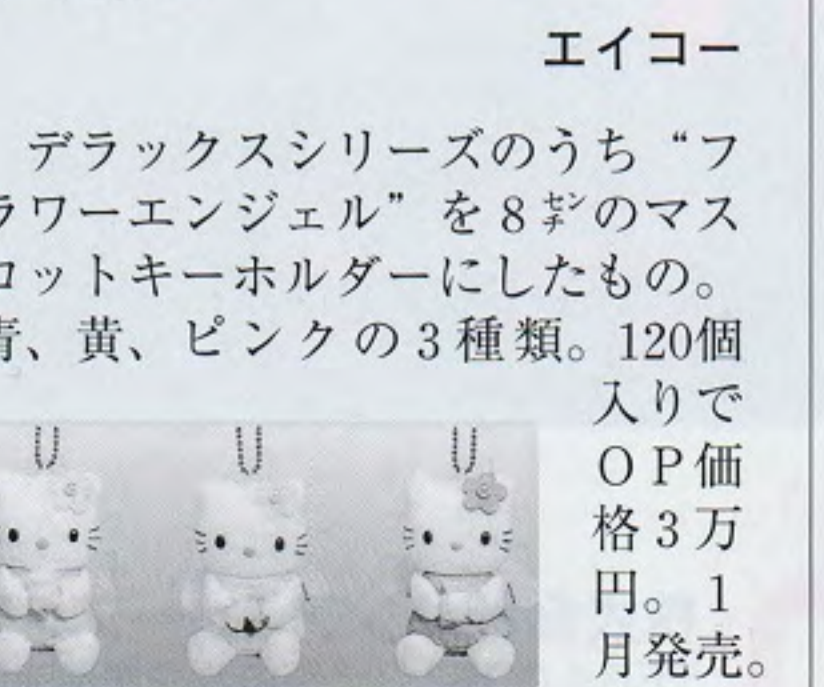 エイコー
デラックスシリーズのうち“フ
ラワーエンジェル”を8センチのマス
コットキーホルダーにしたもの。
青、黄、ピンクの3種類。120個
入りで
OP価
格3万
円。1
月発売。